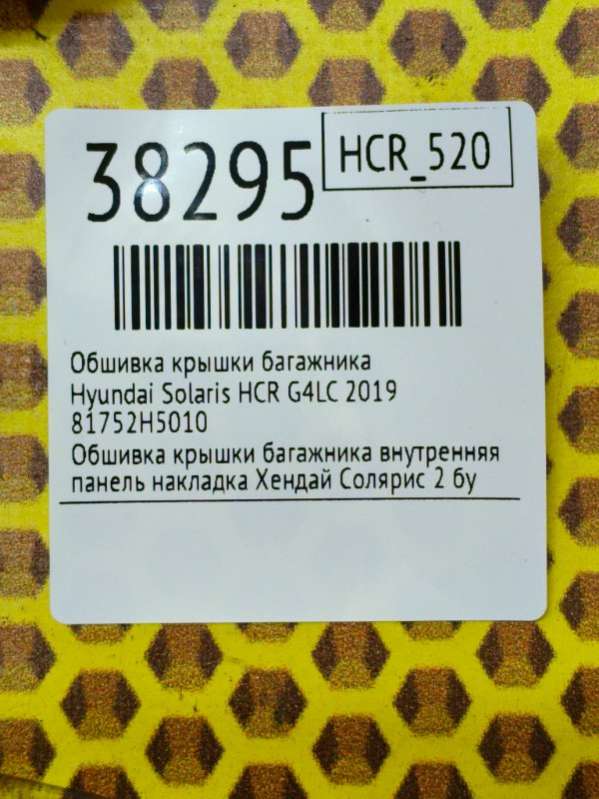 38295
HCR_520
Обшивка крышки багажника
Hyundai Solaris HCR G4LC 2019
81752H5010
Обшивка крышки багажника внутренняя
панель накладка Хендай Солярис 2 бу